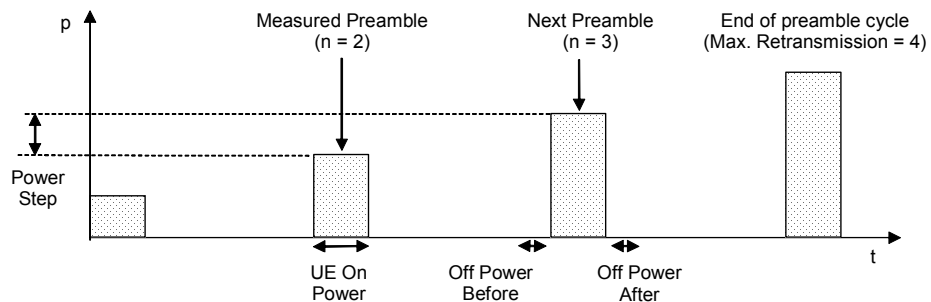 p
Measured Preamble
(n = 2)
Next Preamble
(n = 3)
End of preamble cycle
(Max. Retransmission = 4)
Power
Step
t
UE On
Power
Off Power
Before
Off Power
After